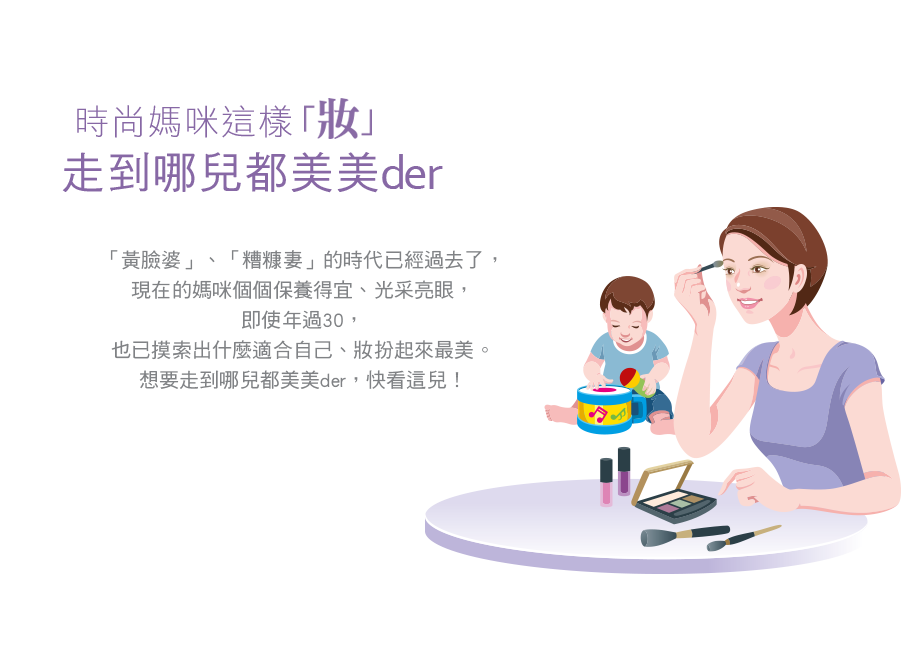 時尚媽咪這樣「妝」
走到哪兒都美美der
「黃臉婆」、「糟糠妻」的時代已經過去了，
現在的媽咪個個保養得宜、光采亮眼，
即使年過30，
也已摸索出什麼適合自己、妝扮起來最美。
想要走到哪兒都美美der，快看這兒！